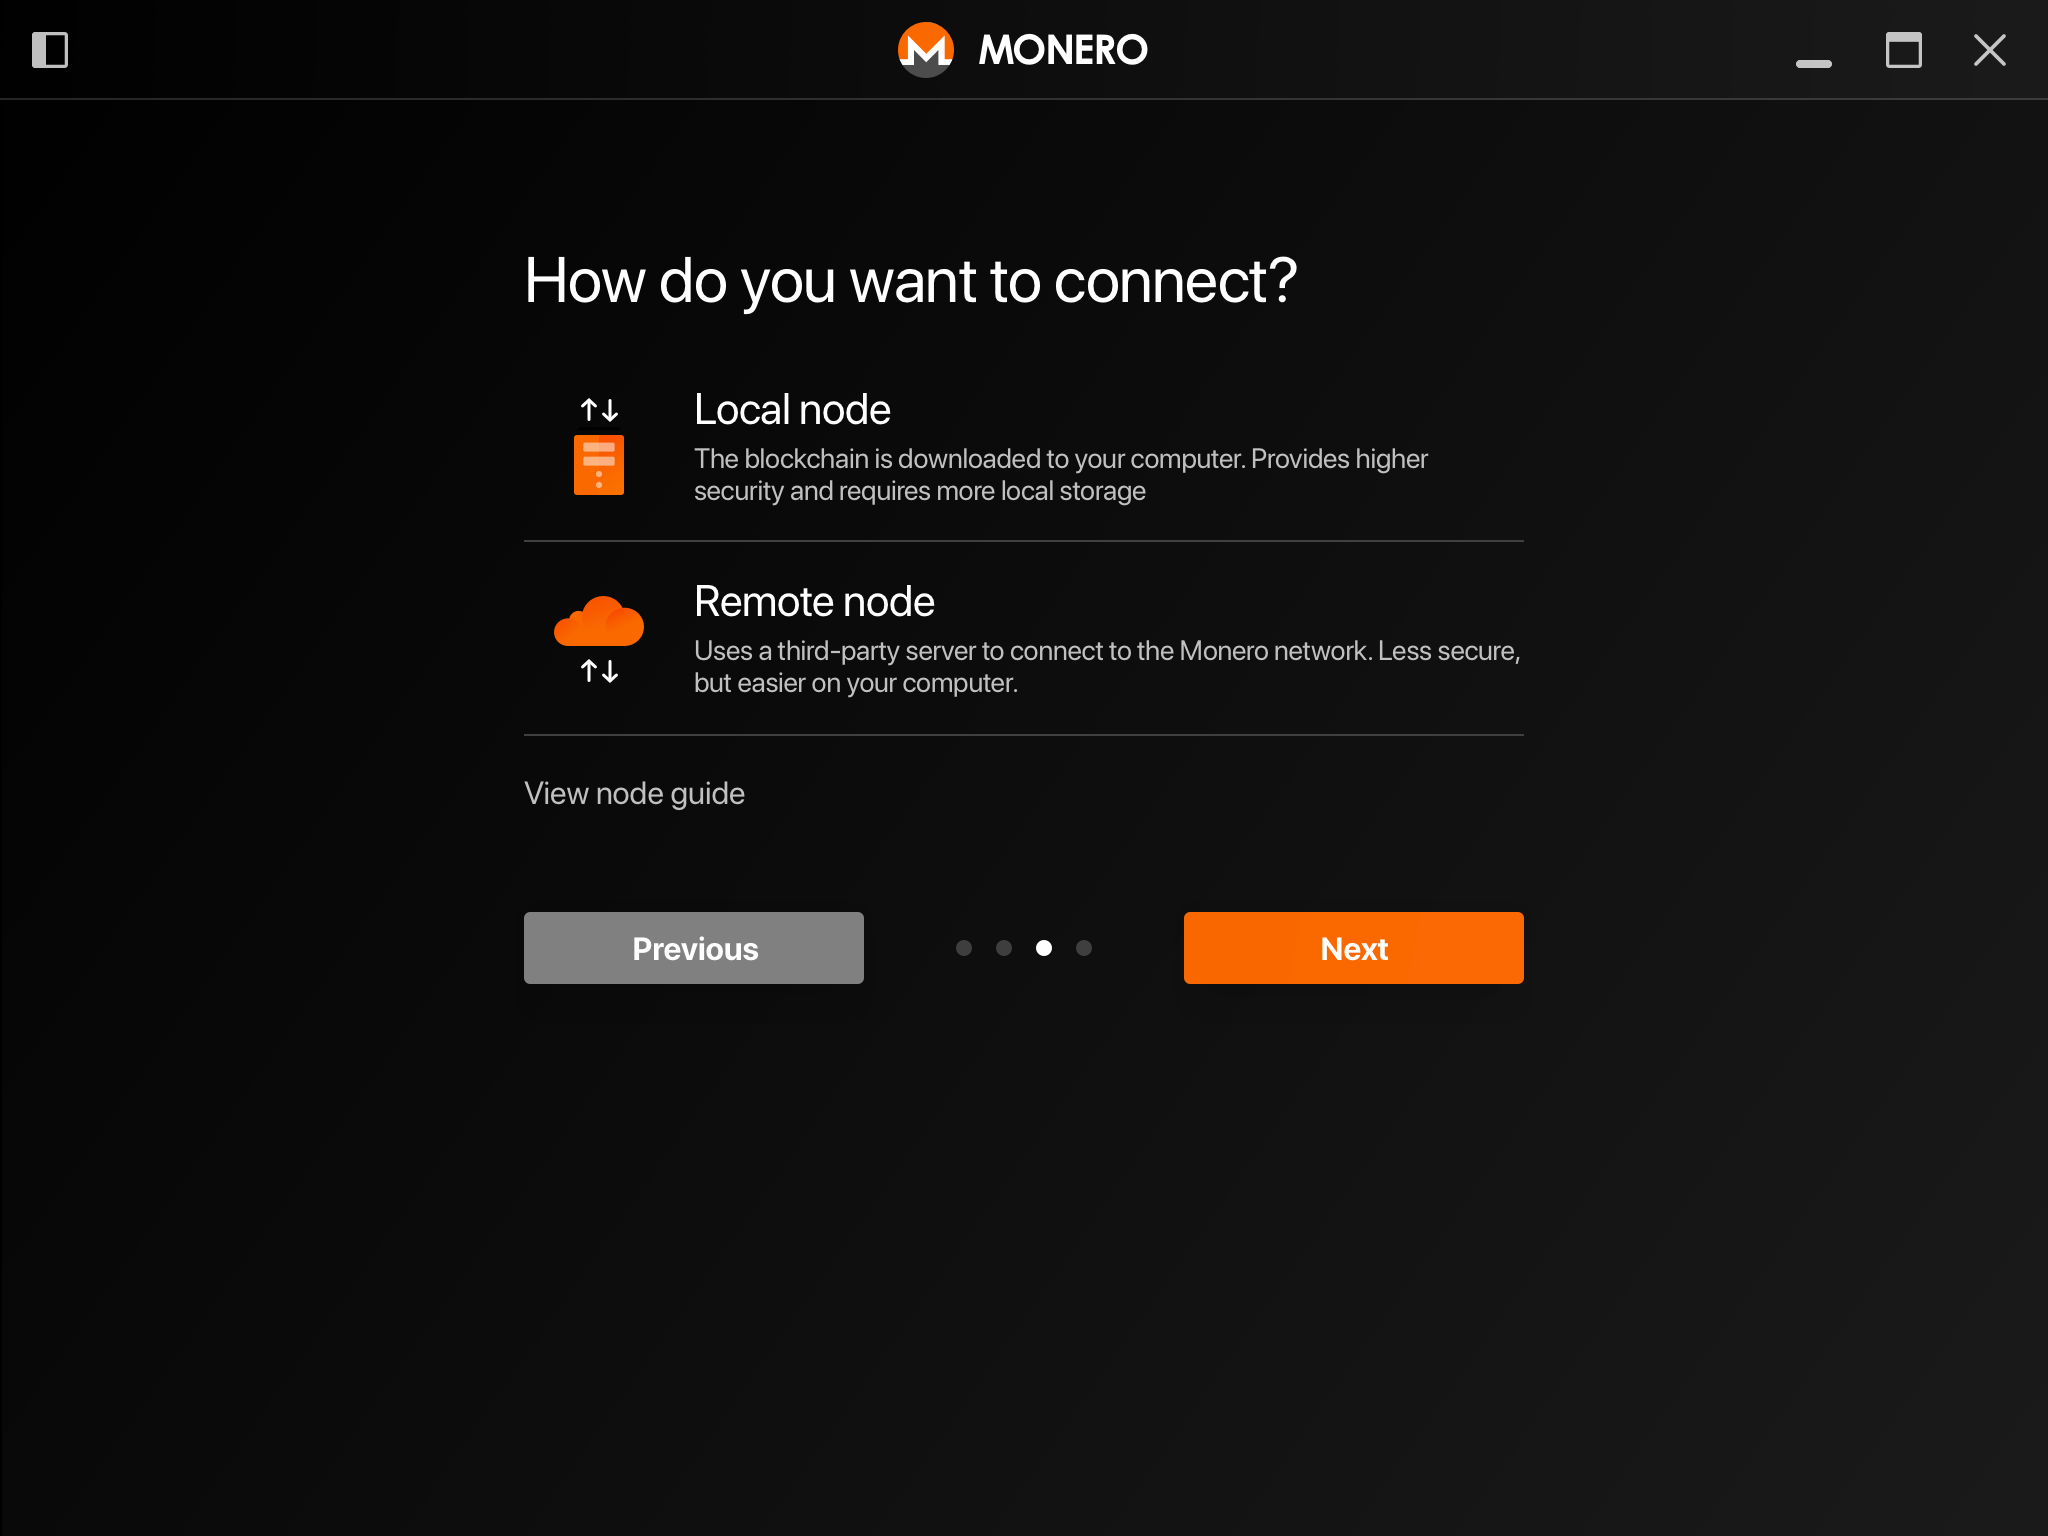 MONERO
How do you want to connect?
Local node
The blockchain is downloaded to your computer. Provides higher
security and requires more local storage
Remote node
Uses a third-party server to connect to the Monero network. Less secure,
but easier on your computer.
View node guide
Previous
Next